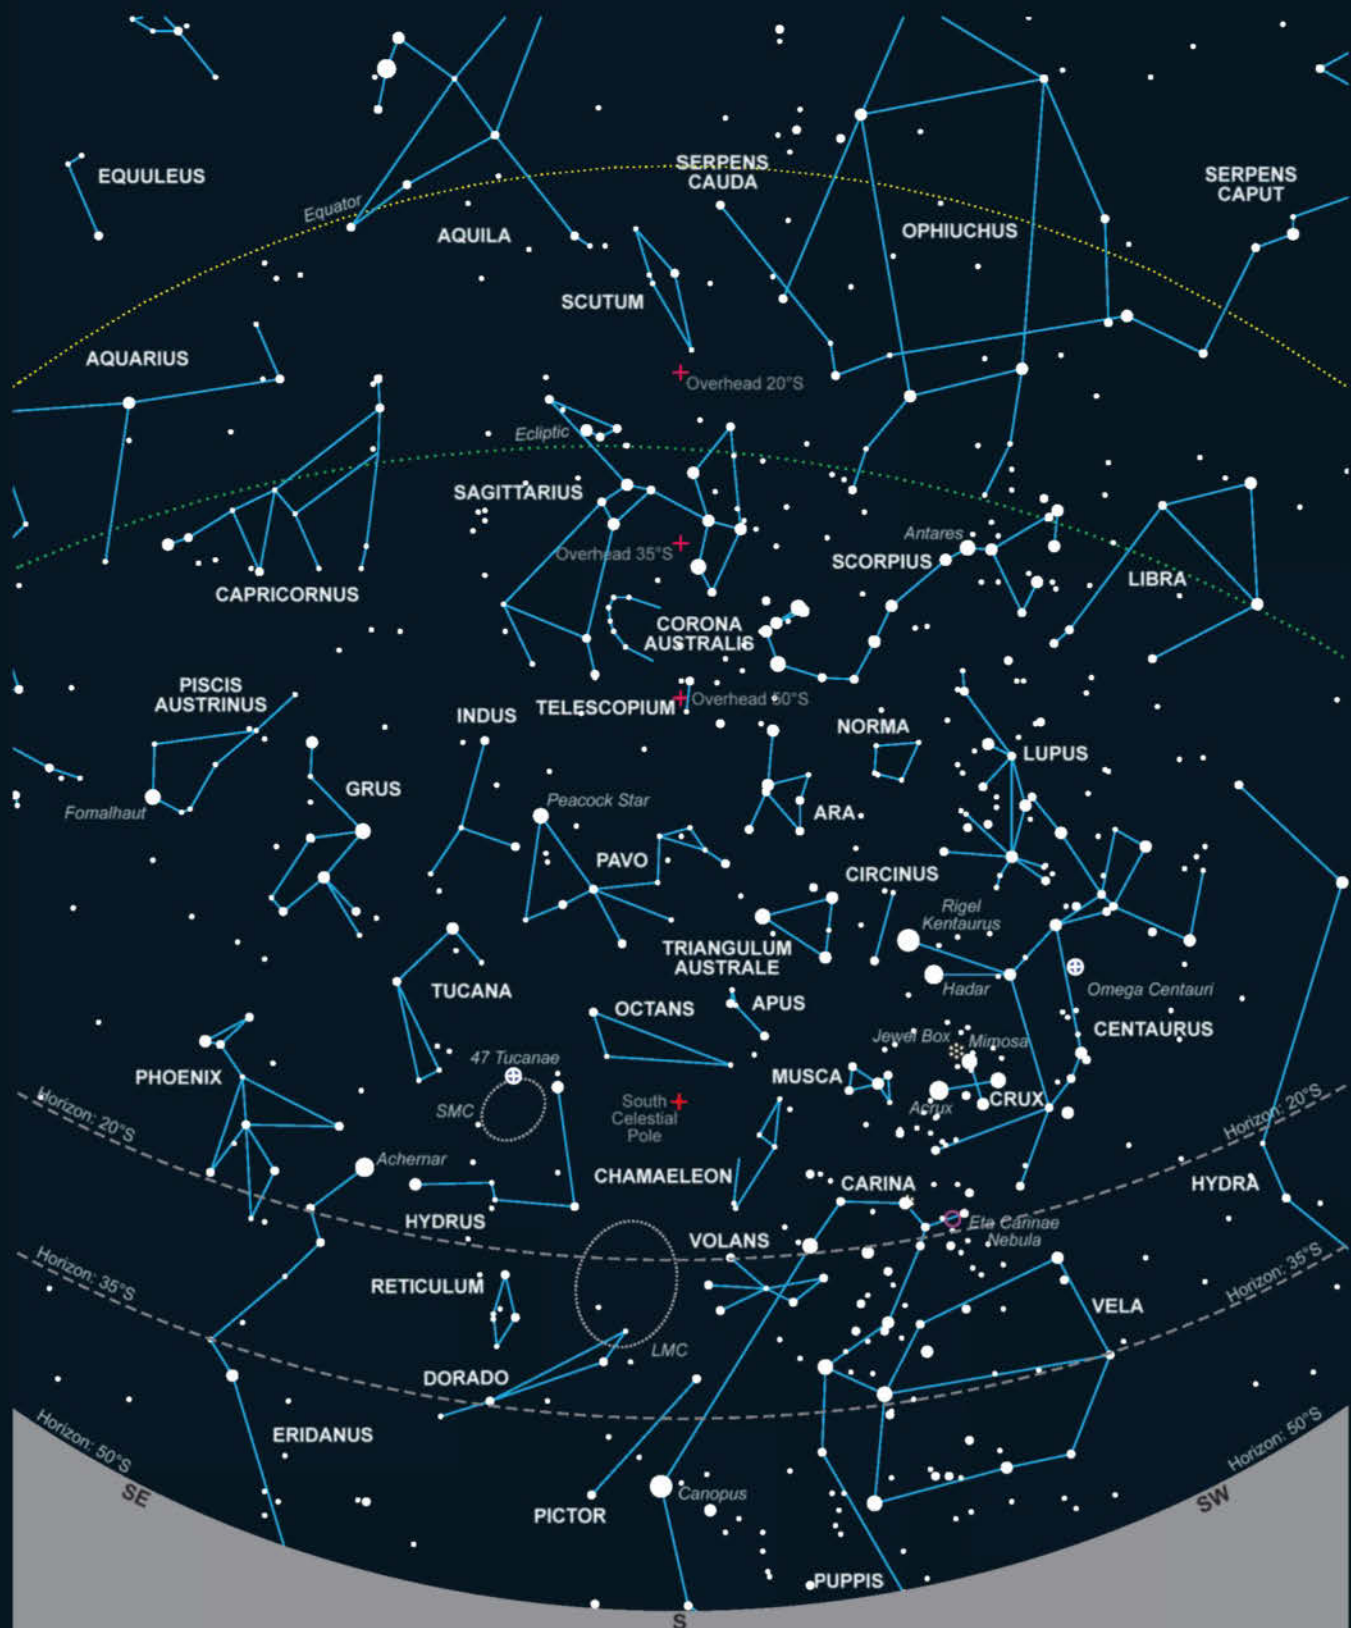 SERPENS
CAUDA
EQUULEUS
SERPENS
CAPUT
Equator
AQUILA
OPHIUCHUS
SCUTUM
AQUARIUS
Overhead 20°S
Ecliptic
SAGITTARIUS
Antares
Overhead 35°S
SCORPIUS
LIBRA
CAPRICORNUS
CORONA
AUSTRALIS
PISCIS
AUSTRINUS
INDUS
TELESCOPIUM
Overhead 50°S
NORMA
LUPUS
GRUS
Peacock Star
Fomalhaut
ARA
PAVO
CIRCINUS
Rigel
Kentaurus
TRIANGULUM
AUSTRALE
TUCANA
Hadar
Omega Centauri
OCTANS
APUS
CENTAURUS
Jewel Box
Mimosa
47 Tucanae
PHOENIX
MUSCA
Horizon: 20°S
SMC
South
Celestial
Pole
Acrux
CRUX
Horizon: 20°S
Achernar
CHAMAELEON
CARINA
HYDRA
HYDRUS
Eta Carinae
Nebula
VOLANS
Horizon: 35°S
RETICULUM
Horizon: 35°S
VELA
LMC
DORADO
ERIDANUS
Horizon: 50°S
Horizon: 50°S
SE
Canopus
SW
PICTOR
PUPPIS
S